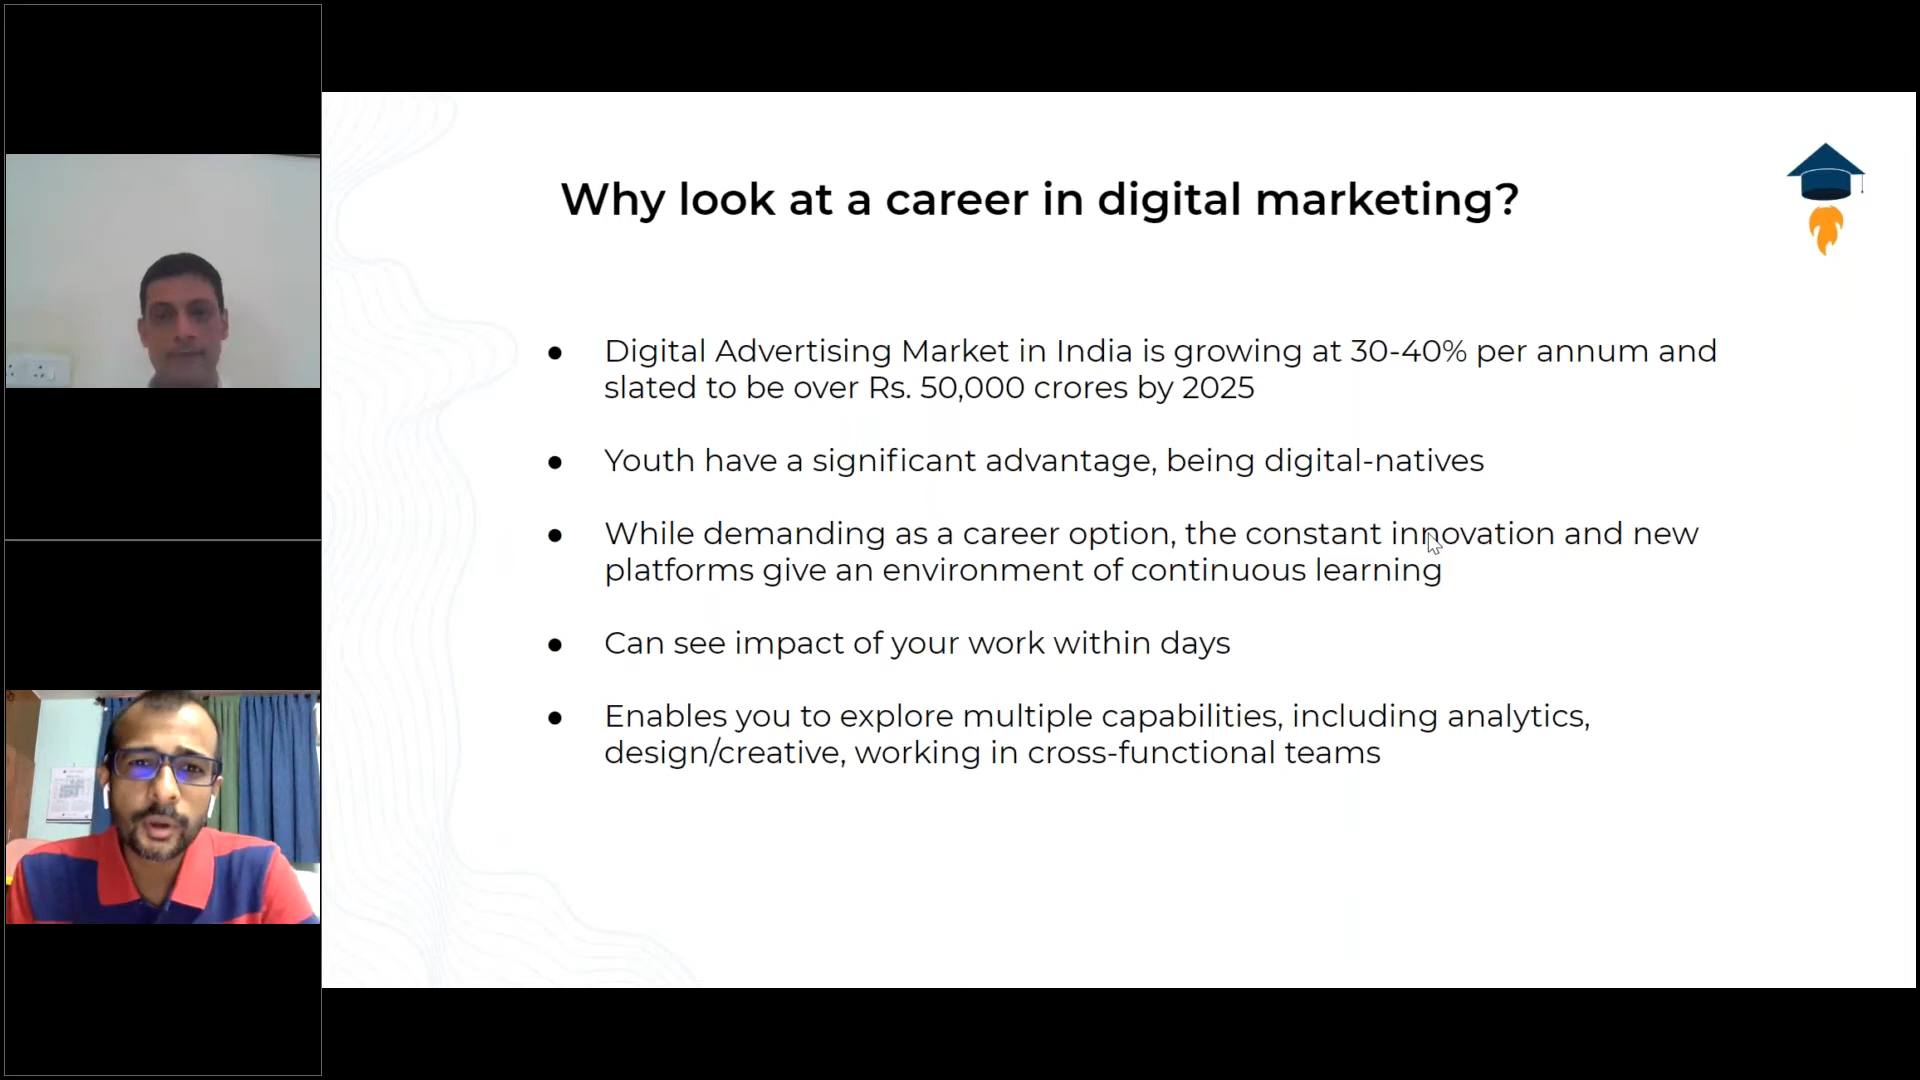 Why look at a career in digital marketing?
● Digital Advertising Market in India is growing at 30-40% per annum and
slated to be over Rs. 50,000 crores by 2025
● Youth have a significant advantage, being digital-natives
● While demanding as a career option, the constant innovation and new
platforms give an environment of continuous learning
● Can see impact of your work within days
● Enables you to explore multiple capabilities, including analytics,
design/creative, working in cross-functional teams